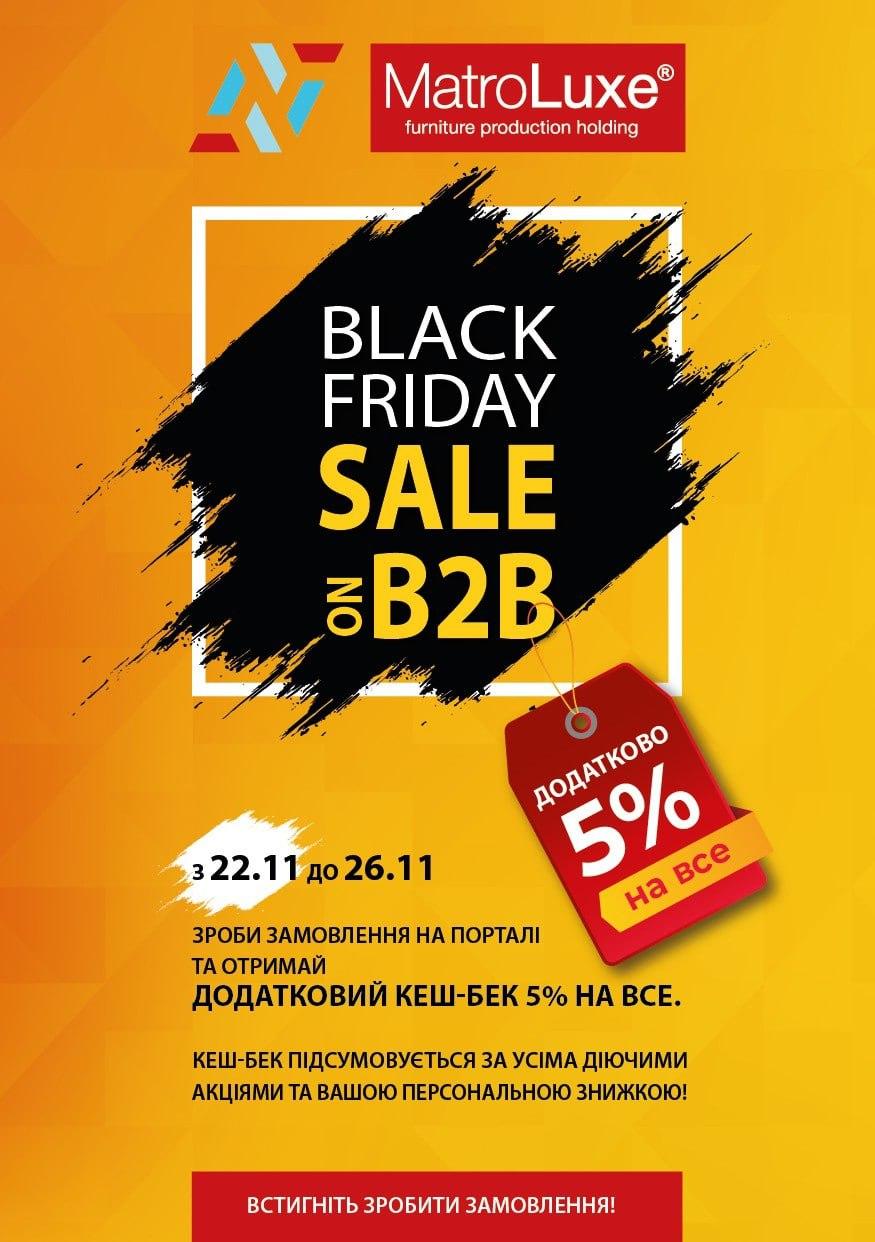 MatroLuxe®
furniture production holding
BLACK
FRIDAY
SALE
ON B2B
ДОДАТКОВО
5%
на все
з 22.11 до 26.11
ЗРОБИ ЗАМОВЛЕННЯ НА ПОРТАЛІ
ТА ОТРИМАЙ
ДОДАТКОВИЙ КЕШ-БЕК 5% НА ВСЕ.
КЕШ-БЕК ПІДСУМОВУЄТЬСЯ ЗА УСІМА ДІЮЧИМИ
АКЦІЯМИ ТА ВАШОЮ ПЕРСОНАЛЬНОЮ ЗНИЖКОЮ!
ВСТИГНІТЬ ЗРОБИТИ ЗАМОВЛЕННЯ!